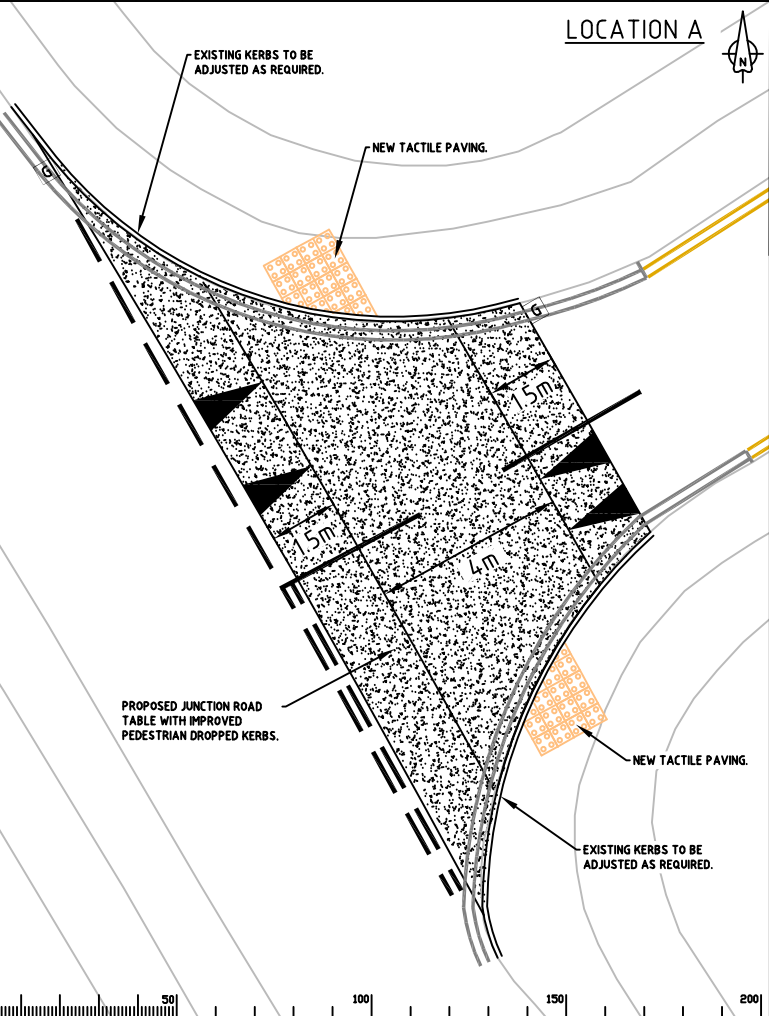 LOCATION A
N
EXISTING KERBS TO BE
ADJUSTED AS REQUIRED.
NEW TACTILE PAVING.
G
G
1.5m
1.5m
4m
PROPOSED JUNCTION ROAD
TABLE WITH IMPROVED
PEDESTRIAN DROPPED KERBS.
NEW TACTILE PAVING.
EXISTING KERBS TO BE
ADJUSTED AS REQUIRED.
50 100 150 200